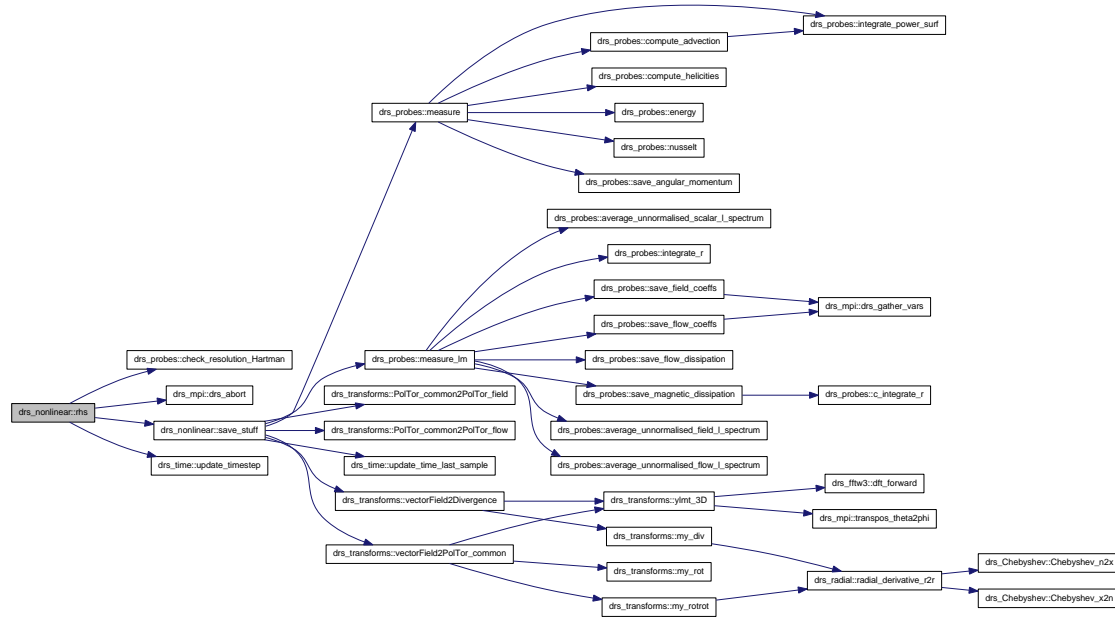 drs_probes::integrate_power_surf
drs_probes::compute_advection
drs_probes::compute_helicities
drs_probes::measure
drs_probes::energy
drs_probes::nusselt
drs_probes::save_angular_momentum
drs_probes::average_unnormalised_scalar_l_spectrum
drs_probes::integrate_r
drs_probes::save_field_coeffs
drs_mpi::drs_gather_vars
drs_probes::save_flow_coeffs
drs_probes::check_resolution_Hartman
drs_probes::measure_lm
drs_probes::save_flow_dissipation
drs_mpi::drs_abort
drs_transforms::PolTor_common2PolTor_field
drs_probes::save_magnetic_dissipation
drs_probes::c_integrate_r
drs_nonlinear::rhs
drs_nonlinear::save_stuff
drs_transforms::PolTor_common2PolTor_flow
drs_probes::average_unnormalised_field_l_spectrum
drs_time::update_timestep
drs_time::update_time_last_sample
drs_probes::average_unnormalised_flow_l_spectrum
drs_fftw3::dft_forward
drs_transforms::vectorField2Divergence
drs_transforms::ylmt_3D
drs_mpi::transpos_theta2phi
drs_transforms::my_div
drs_transforms::vectorField2PolTor_common
drs_transforms::my_rot
drs_radial::radial_derivative_r2r
drs_Chebyshev::Chebyshev_n2x
drs_transforms::my_rotrot
drs_Chebyshev::Chebyshev_x2n